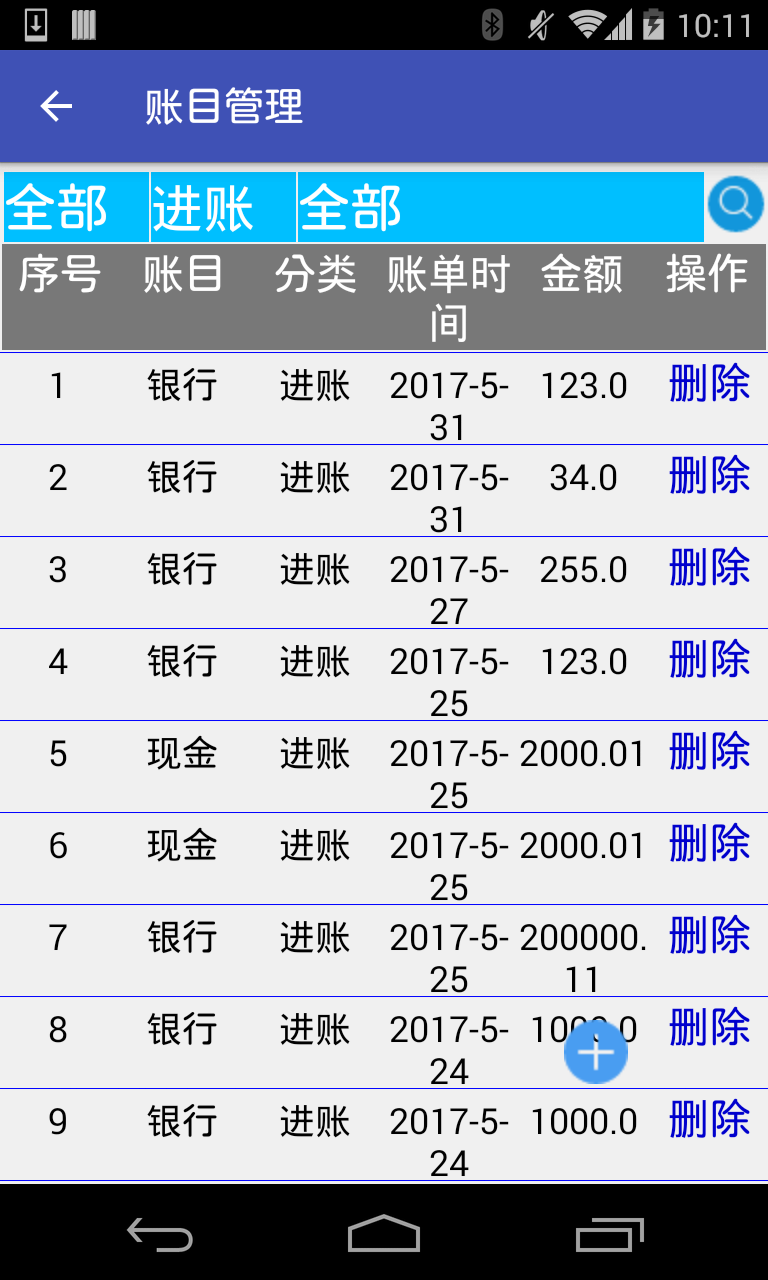 10:11
账目管理
全部 进账 全部
序号 账目 分类 账单时间 金额 操作
1 银行 进账 2017-5-31 123.0 删除
2 银行 进账 2017-5-31 34.0 删除
3 银行 进账 2017-5-27 255.0 删除
4 银行 进账 2017-5-25 123.0 删除
5 现金 进账 2017-5-25 2000.01 删除
6 现金 进账 2017-5-25 2000.01 删除
7 银行 进账 2017-5-25 200000.11 删除
8 银行 进账 2017-5-24 删除
9 银行 进账 2017-5-24 1000.0 删除